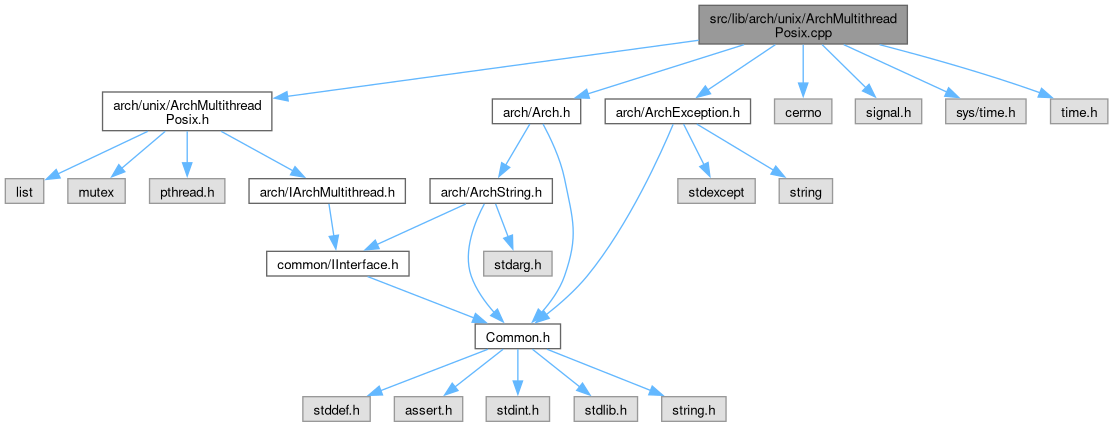 src/lib/arch/unix/ArchMultithread
Posix.cpp
arch/unix/ArchMultithread
Posix.h
arch/Arch.h
arch/ArchException.h
cerrno
signal.h
sys/time.h
time.h
list
mutex
pthread.h
arch/IArchMultithread.h
arch/ArchString.h
stdexcept
string
common/IInterface.h
stdarg.h
Common.h
stddef.h
assert.h
stdint.h
stdlib.h
string.h